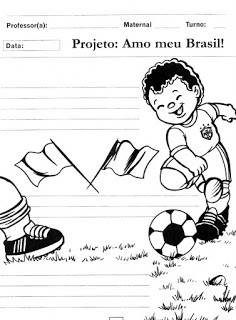 Professor(a): Maternal Turno:
Data: Projeto: Amo meu Brasil!